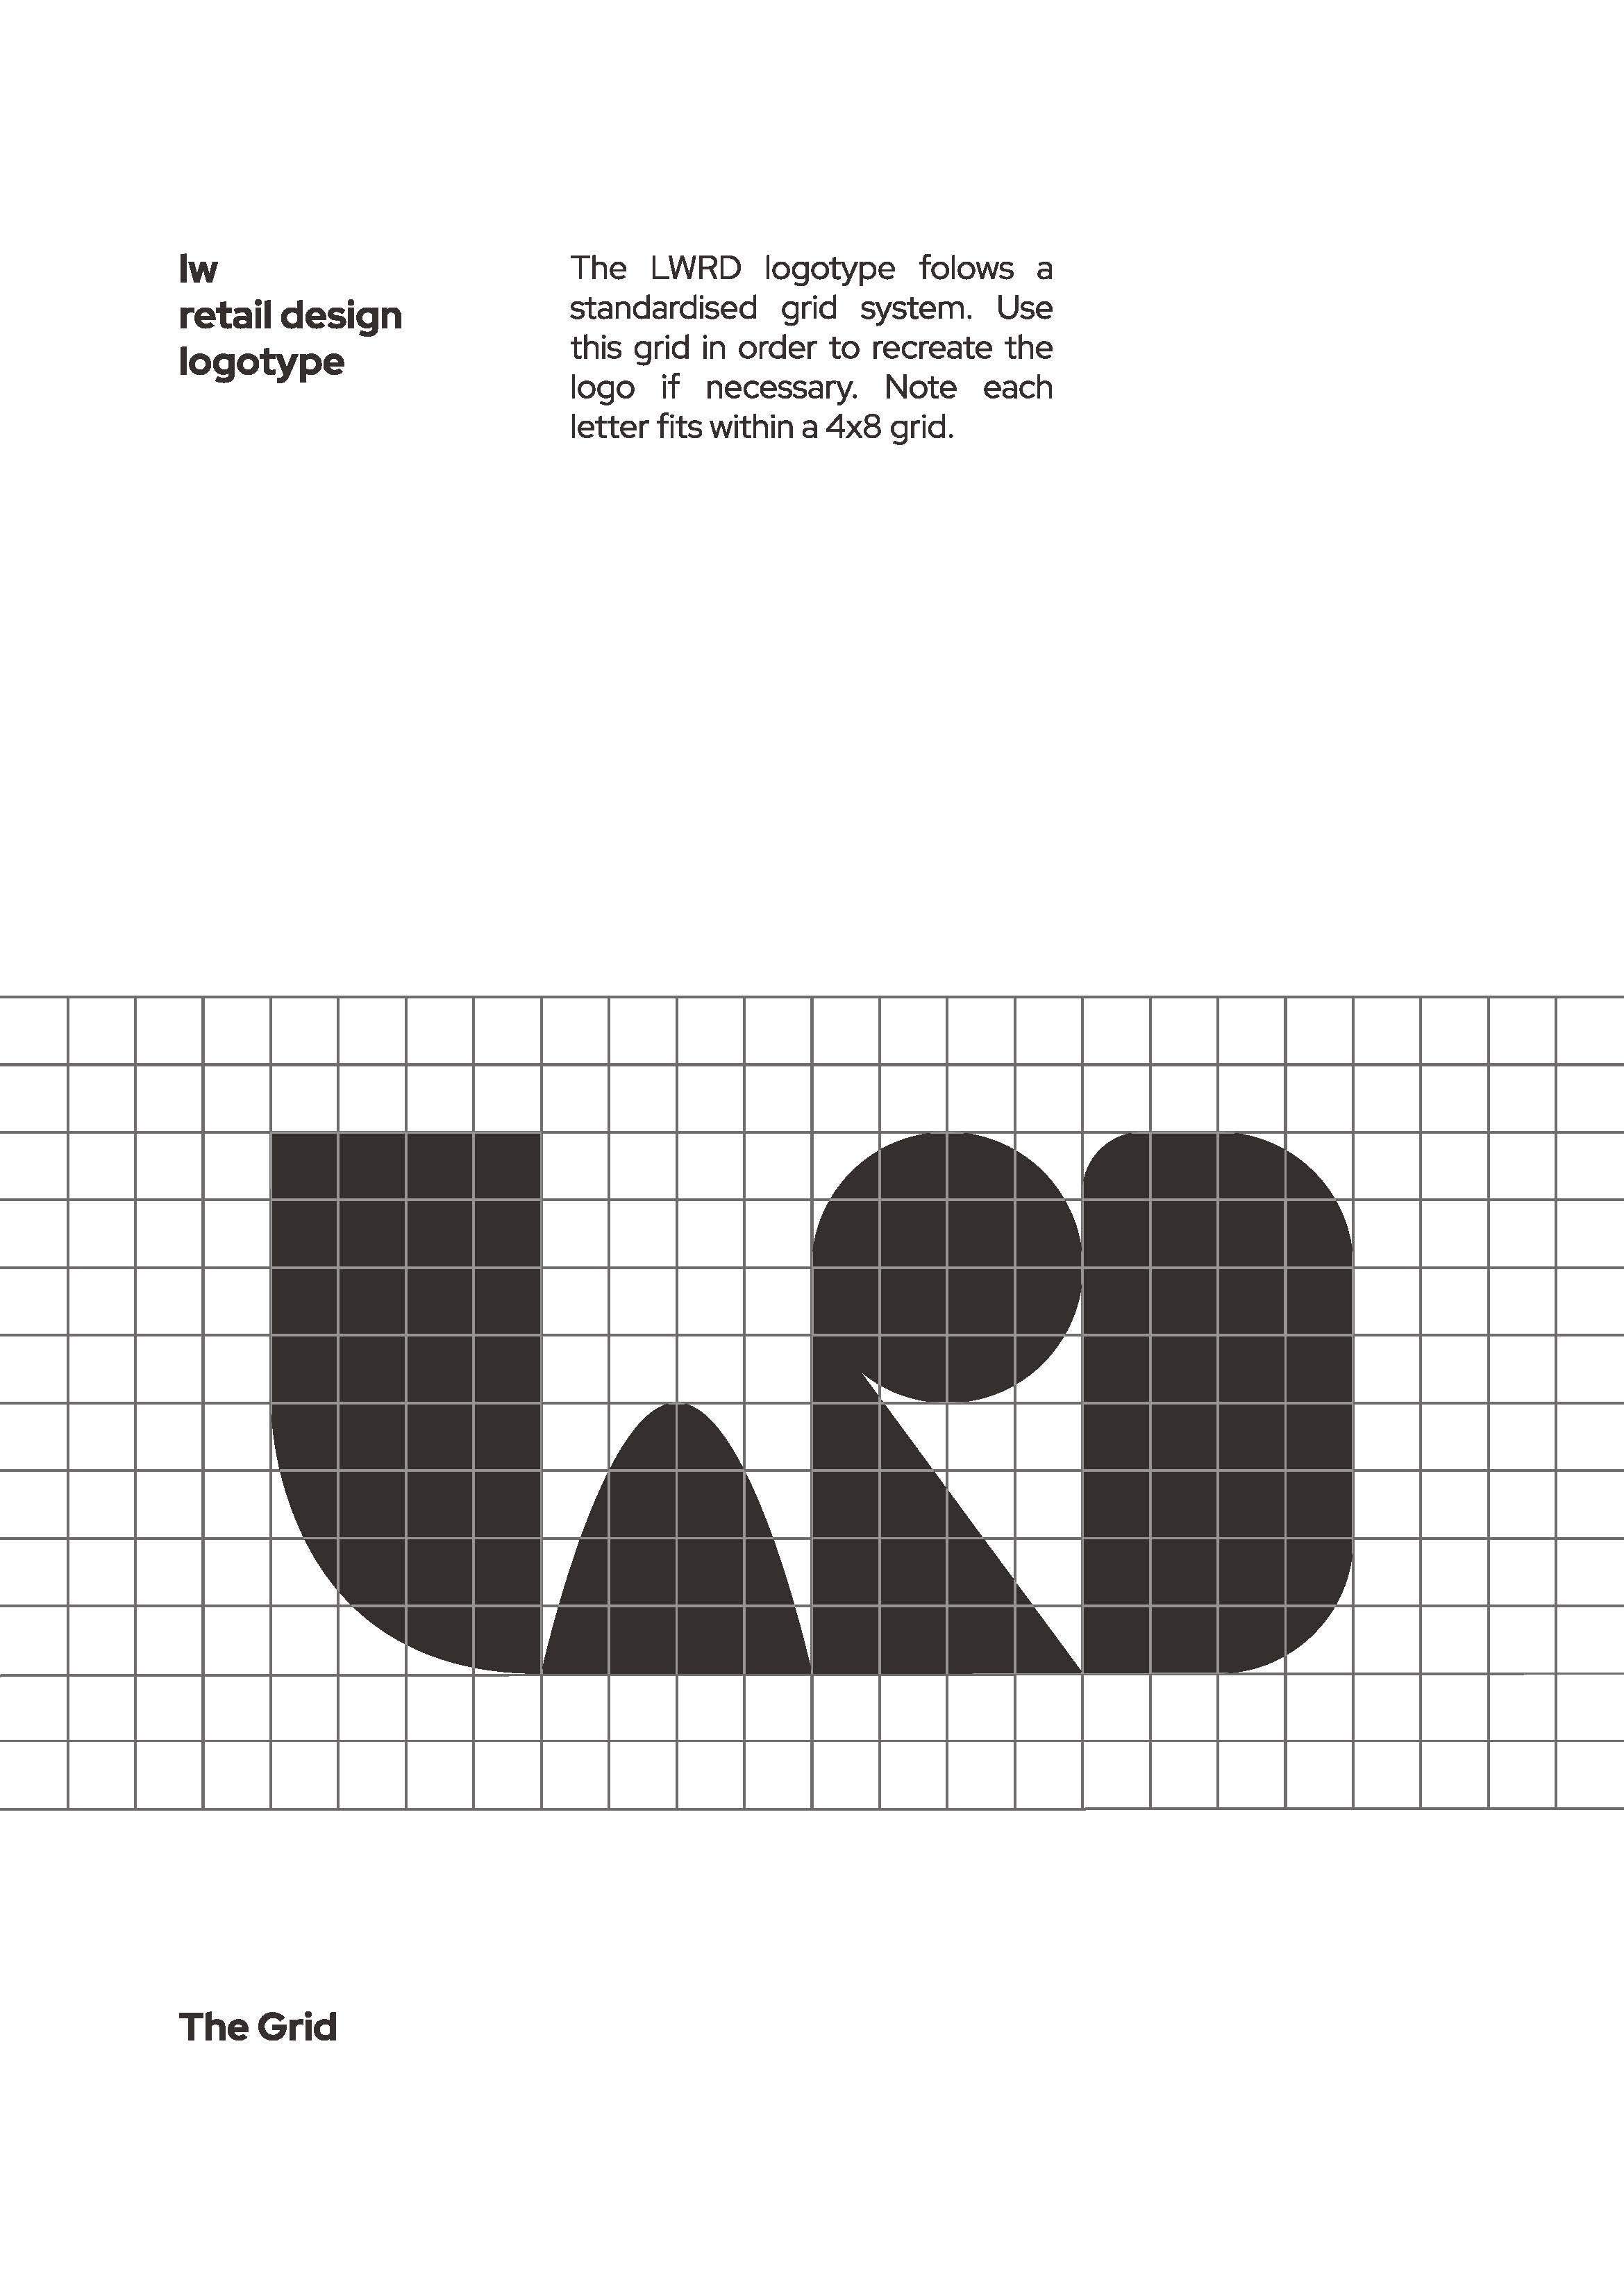 lw
retail design
logotype
The LWRD logotype folows a
standardised grid system. Use
this grid in order to recreate the
logo if necessary. Note each
letter fits within a 4x8 grid.
The Grid